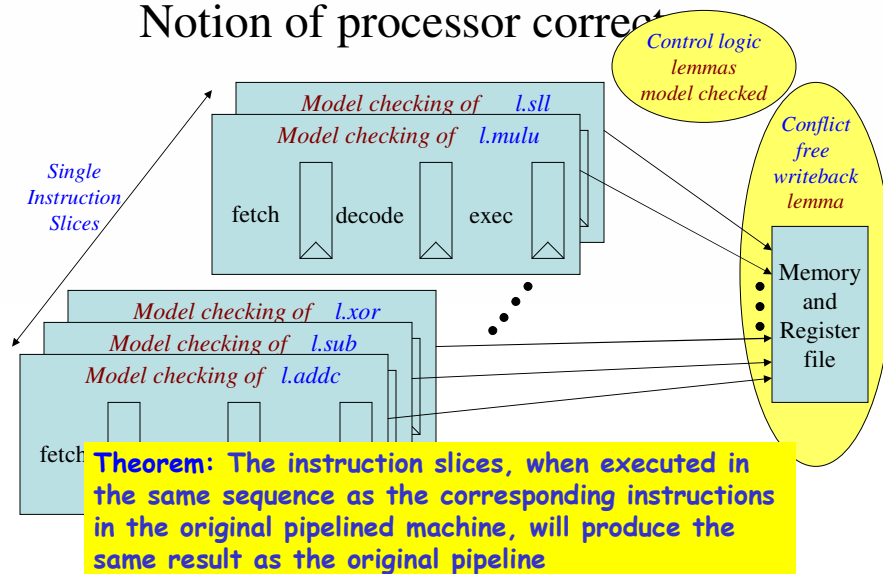 Notion of processor correct
Control logic
lemmas
model checked
Model checking of l.sll
Model checking of l.mulu
Conflict
free
writeback
lemma
Single
Instruction
Slices
fetch decode exec
Memory
and
Register
file
Model checking of l.xor
Model checking of l.sub
Model checking of l.addc
fetch
Theorem: The instruction slices, when executed in
the same sequence as the corresponding instructions
in the original pipelined machine, will produce the
same result as the original pipeline